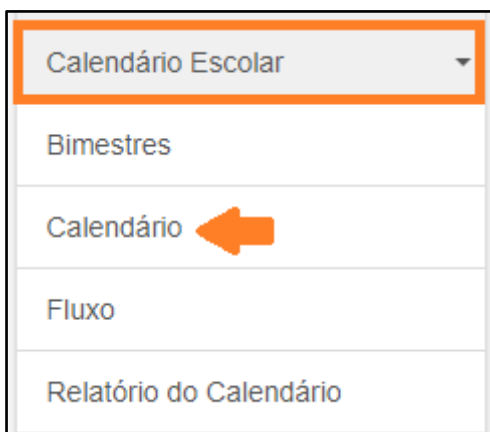 Calendário Escolar
Bimestres
Calendário
Fluxo
Relatório do Calendário